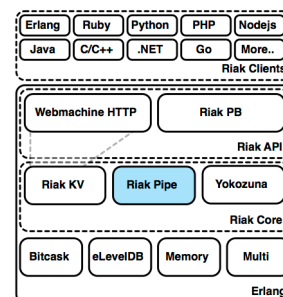 Erlang Ruby Python PHP Nodejs
Java C/C++ .NET Go More..
Riak Clients
Webmachine HTTP Riak PB
Riak API
Riak KV Riak Pipe Yokozuna
Riak Core
Bitcask eLevelDB Memory Multi
Erlang